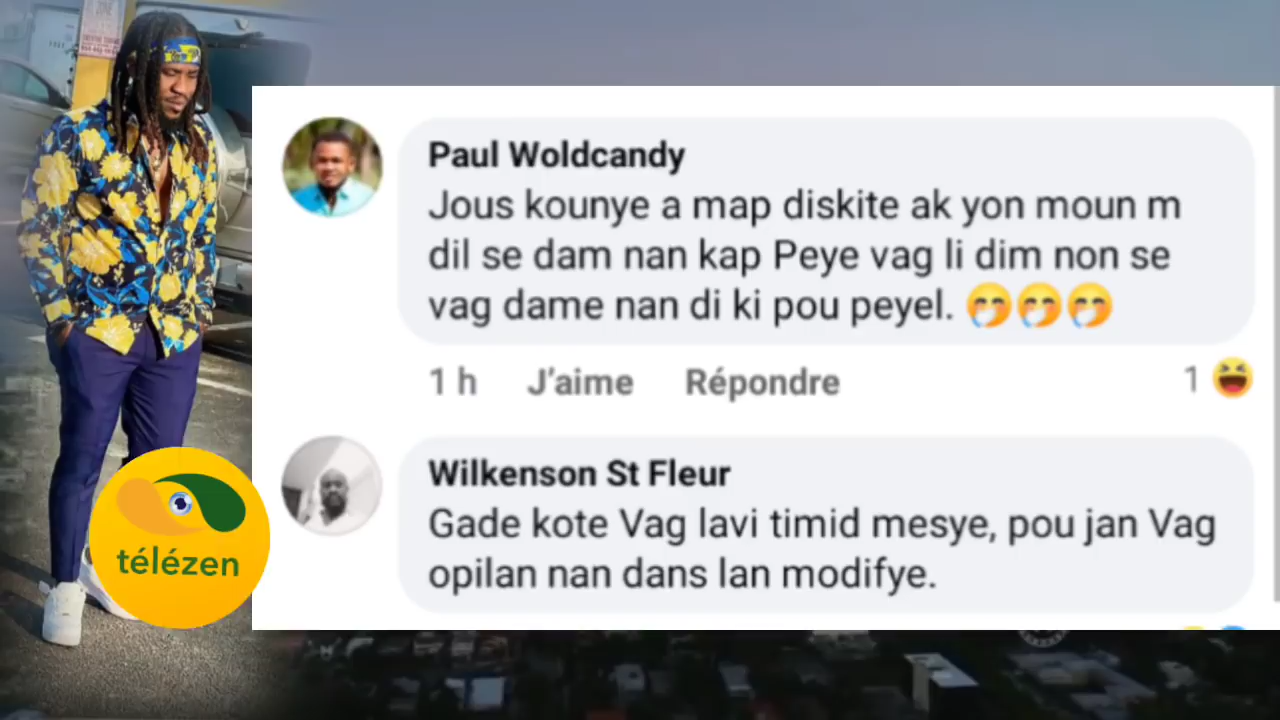 Paul Woldcandy
Jous kounye a map diskite ak yon moun m
dil se dam nan kap Peye vag li dim non se
vag dame nan di ki pou peyel. 🤭🤭🤭
1 h J'aime Répondre 1 😆
Wilkenson St Fleur
Gade kote Vag lavi timid mesye, pou jan Vag
opilan nan dans lan modifye.
télézen